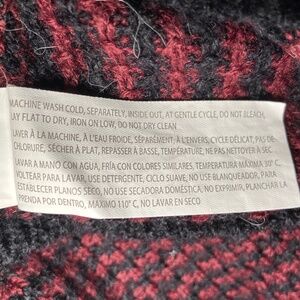 MACHINE WASH COLD, SEPARATELY, INSIDE OUT, AT GENTLE CYCLE, DO NOT BLEACH,
LAY FLAT TO DRY, IRON ON LOW, DO NOT DRY CLEAN
LAVER À LA MACHINE, À L'EAU FROIDE, SÉPARÉMENT, À L'ENVERS, CYCLE DÉLICAT, PAS DE
CHLORURE, SÉCHER À PLAT, REPASSER À BASSE, TEMPÉRATURE, NE PAS NETTOYER À SEC
LAVAR A MANO CON AGUA, FRÍA CON COLORES SIMILARES. TEMPERATURA MÁXIMA 30° C,
VOLTEAR PARA LAVAR, USE DETERGENTE, CICLO SUAVE, NO USE BLANQUEADOR, PARA
ESTABLECER PLANOS SECO, NO USAR SECADORA DOMÉSTICA, NO EXPRIMIR, PLANCHAR LA
PRENDA POR DENTRO, MÁXIMO 110° C, NO LAVAR EN SECO